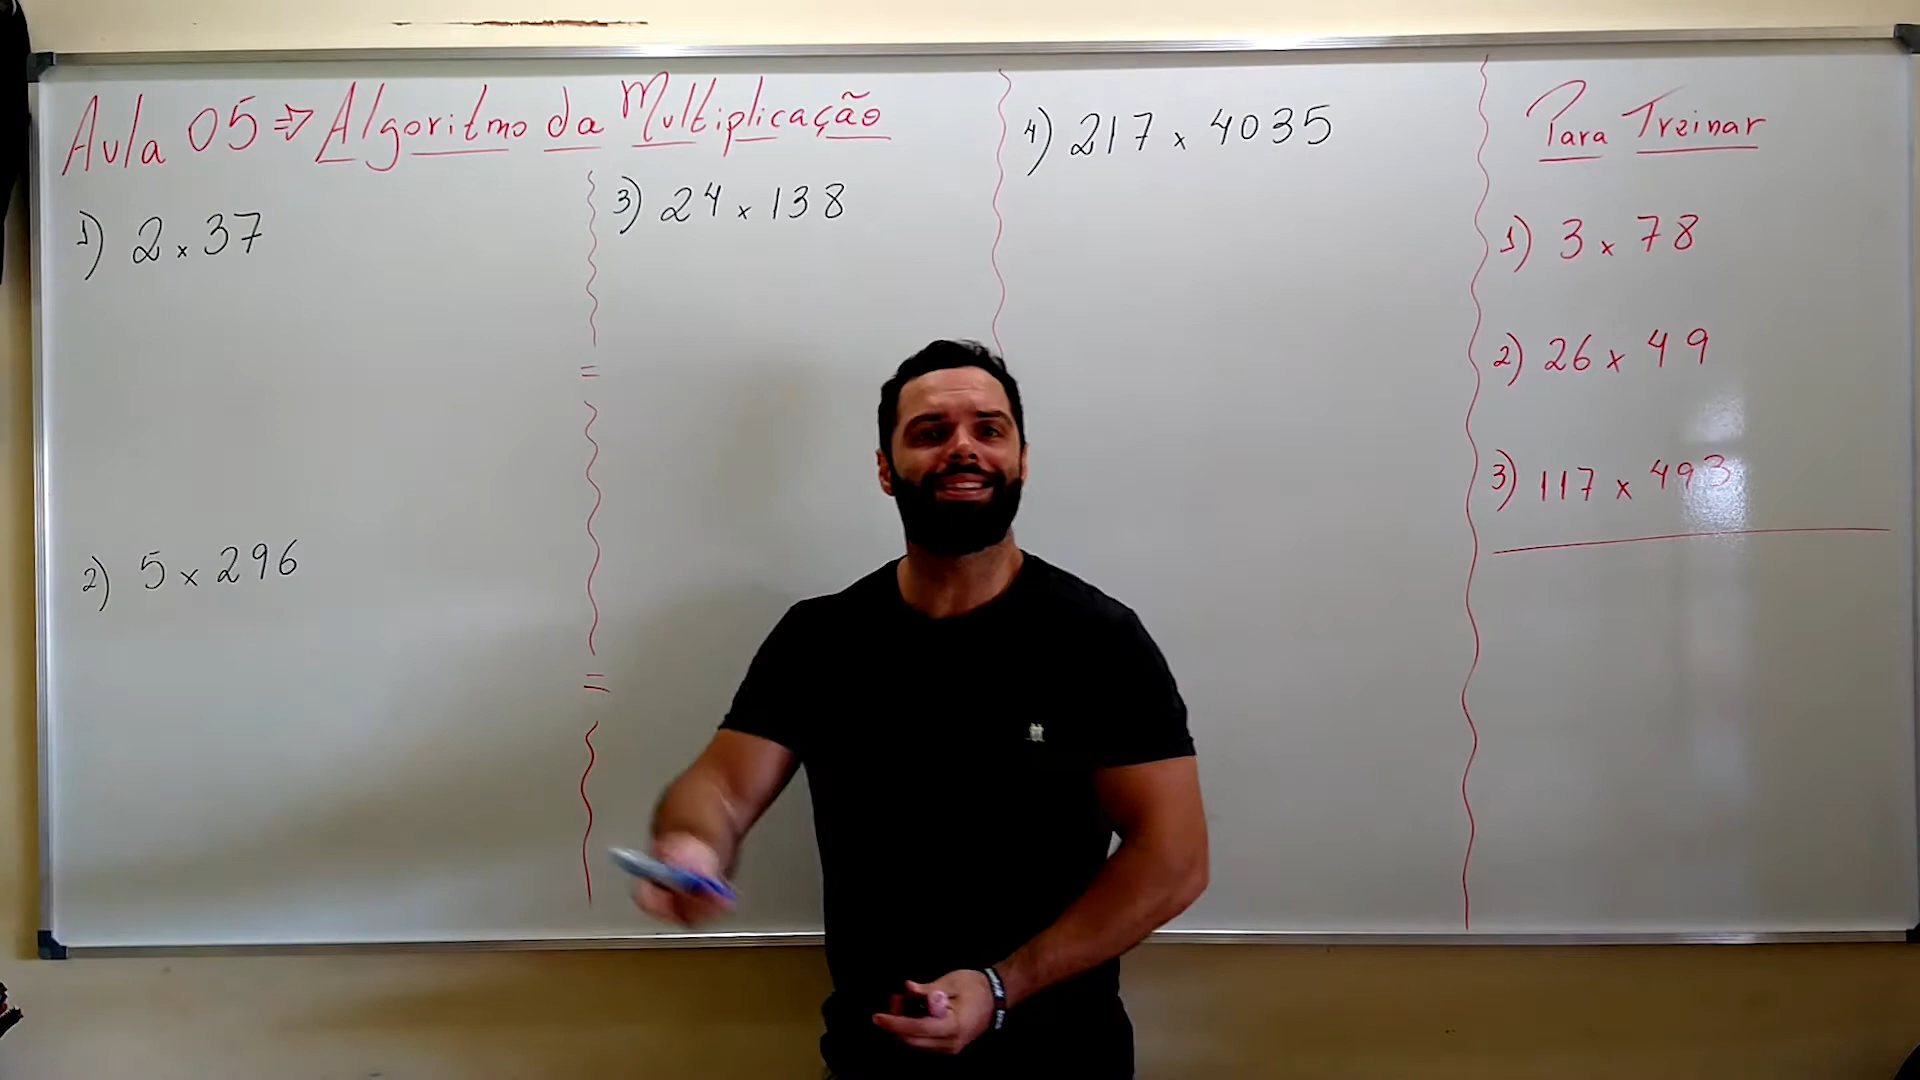 Aula 05 ⇒ Algoritmo da Multiplicação
1) 2 x 37
2) 5 x 296
3) 24 x 138
4) 217 x 4035
Para Treinar
1) 3 x 78
2) 26 x 49
3) 117 x 493